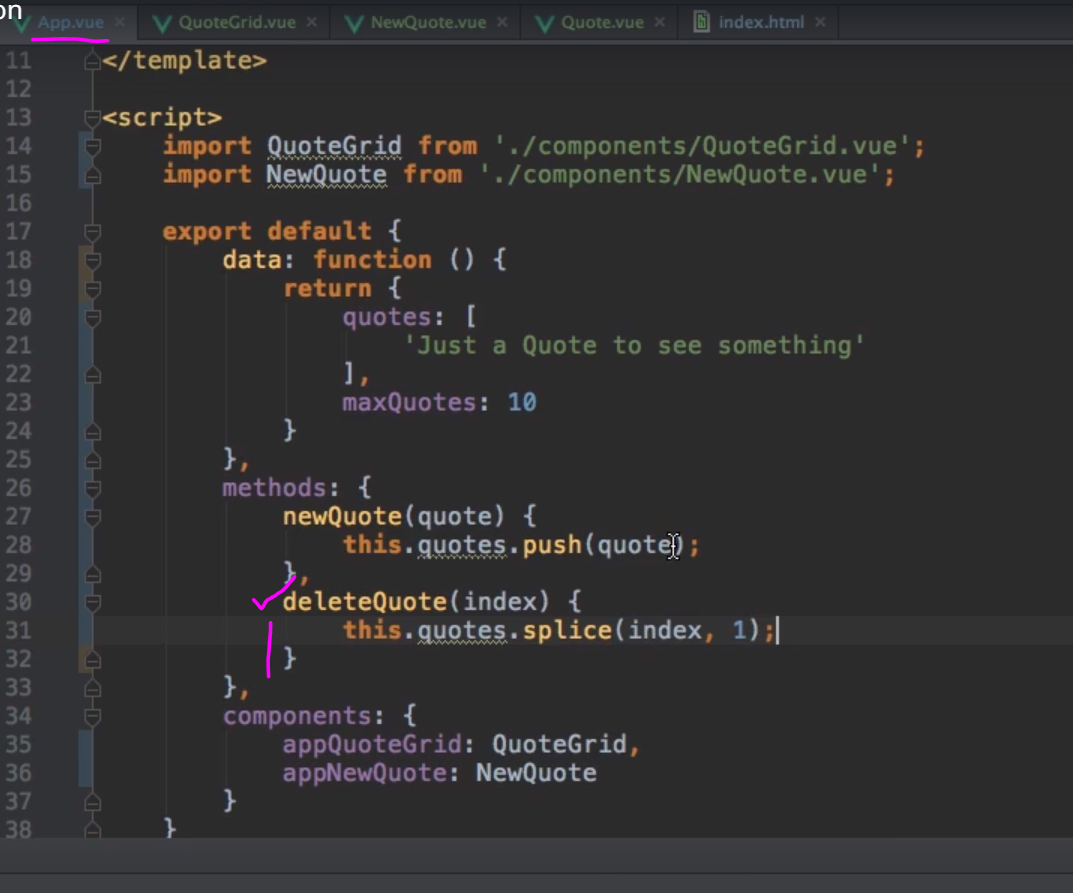 on
App.vue × QuoteGrid.vue × NewQuote.vue × Quote.vue × index.html ×
11 </template>
12
13 <script>
14 import QuoteGrid from './components/QuoteGrid.vue';
15 import NewQuote from './components/NewQuote.vue';
16
17 export default {
18 data: function () {
19 return {
20 quotes: [
21 'Just a Quote to see something'
22 ],
23 maxQuotes: 10
24 }
25 },
26 methods: {
27 newQuote(quote) {
28 this.quotes.push(quote);
29 },
30 deleteQuote(index) {
31 this.quotes.splice(index, 1);
32 }
33 },
34 components: {
35 appQuoteGrid: QuoteGrid,
36 appNewQuote: NewQuote
37 }
38 }